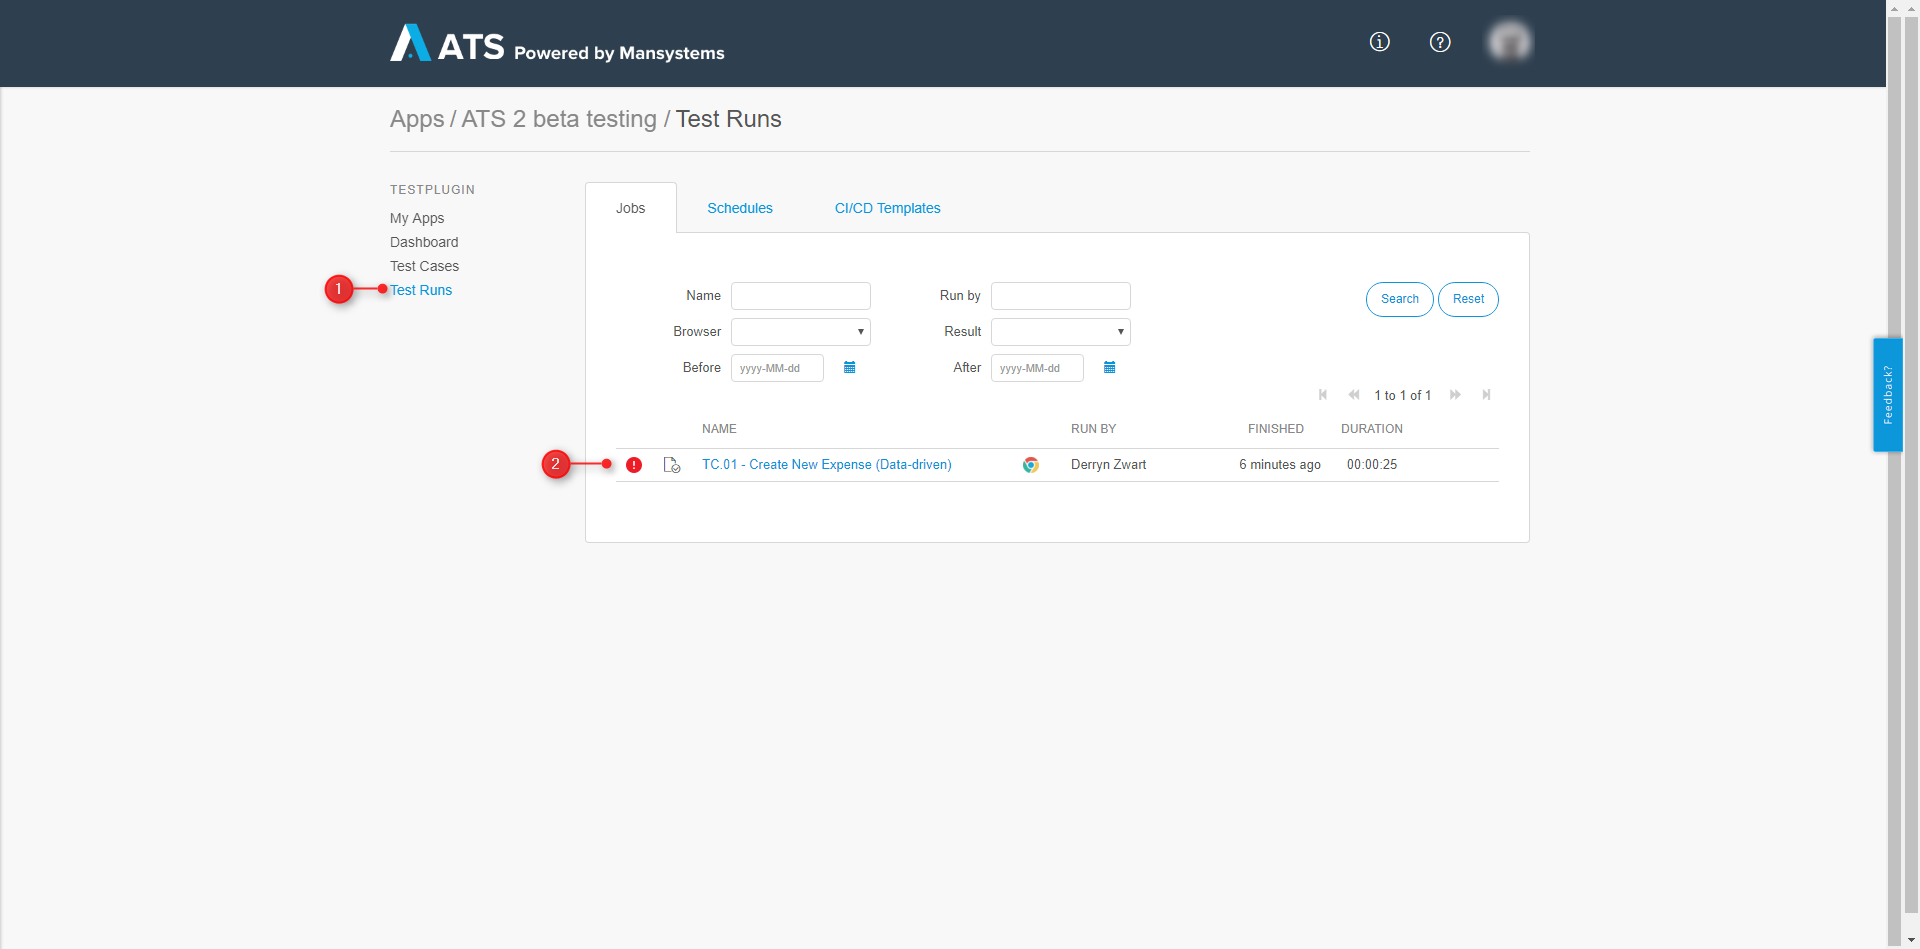 ATS Powered by Mansystems
Apps / ATS 2 beta testing / Test Runs
TESTPLUGIN
My Apps
Dashboard
Test Cases
1 Test Runs
Jobs Schedules CI/CD Templates
Name Run by Search Reset
Browser Result
Before yyyy-MM-dd After yyyy-MM-dd
1 to 1 of 1
NAME RUN BY FINISHED DURATION
2 TC.01 - Create New Expense (Data-driven) Derryn Zwart 6 minutes ago 00:00:25
Feedback?